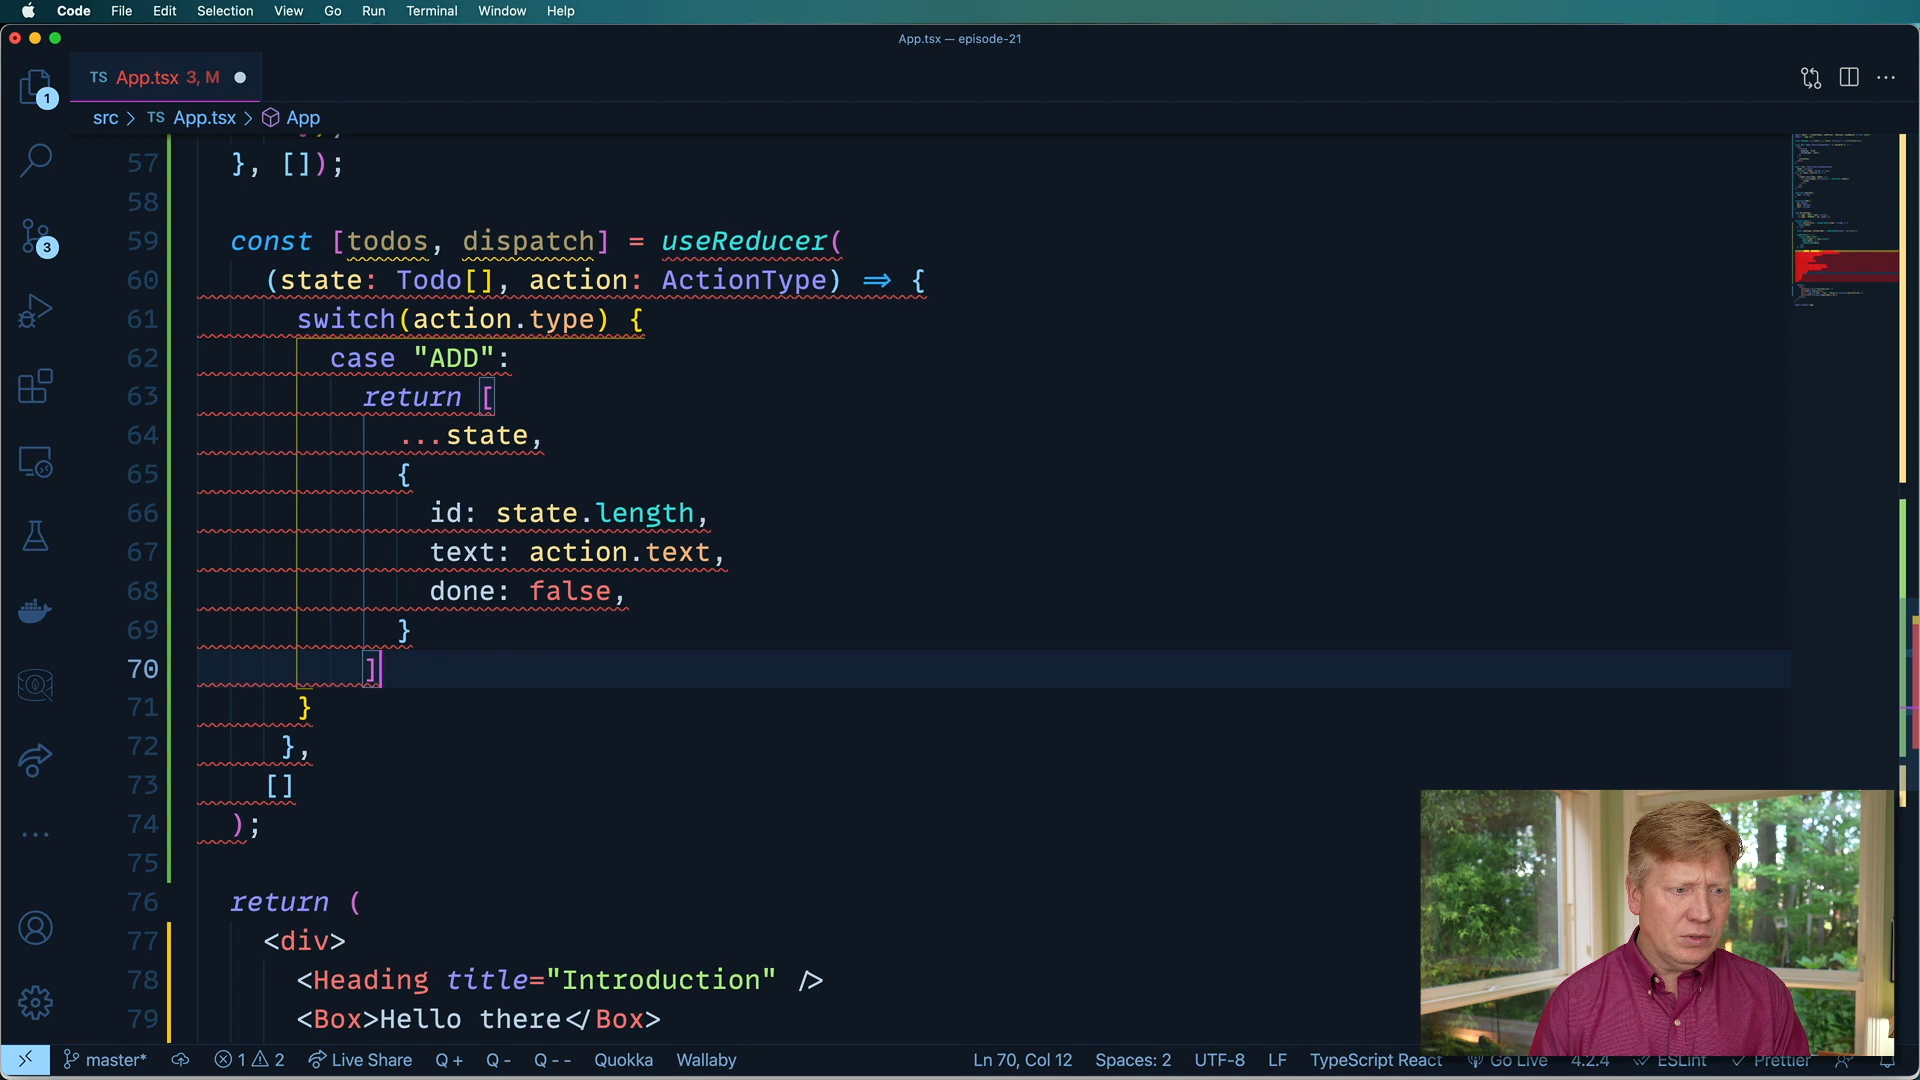 Code File Edit Selection View Go Run Terminal Window Help
App.tsx — episode-21
TS App.tsx 3, M
src > TS App.tsx > App
57 }, []);
58
59 const [todos, dispatch] = useReducer(
60 (state: Todo[], action: ActionType) => {
61 switch(action.type) {
62 case "ADD":
63 return [
64 ...state,
65 {
66 id: state.length,
67 text: action.text,
68 done: false,
69 }
70 ]
71 }
72 },
73 []
74 );
75
76 return (
77 <div>
78 <Heading title="Introduction" />
79 <Box>Hello there</Box>
1
3
master* 1 2 Live Share Q + Q - Q - - Quokka Wallaby Ln 70, Col 12 Spaces: 2 UTF-8 LF TypeScript React Go Live 4.2.4 ESLint Prettier